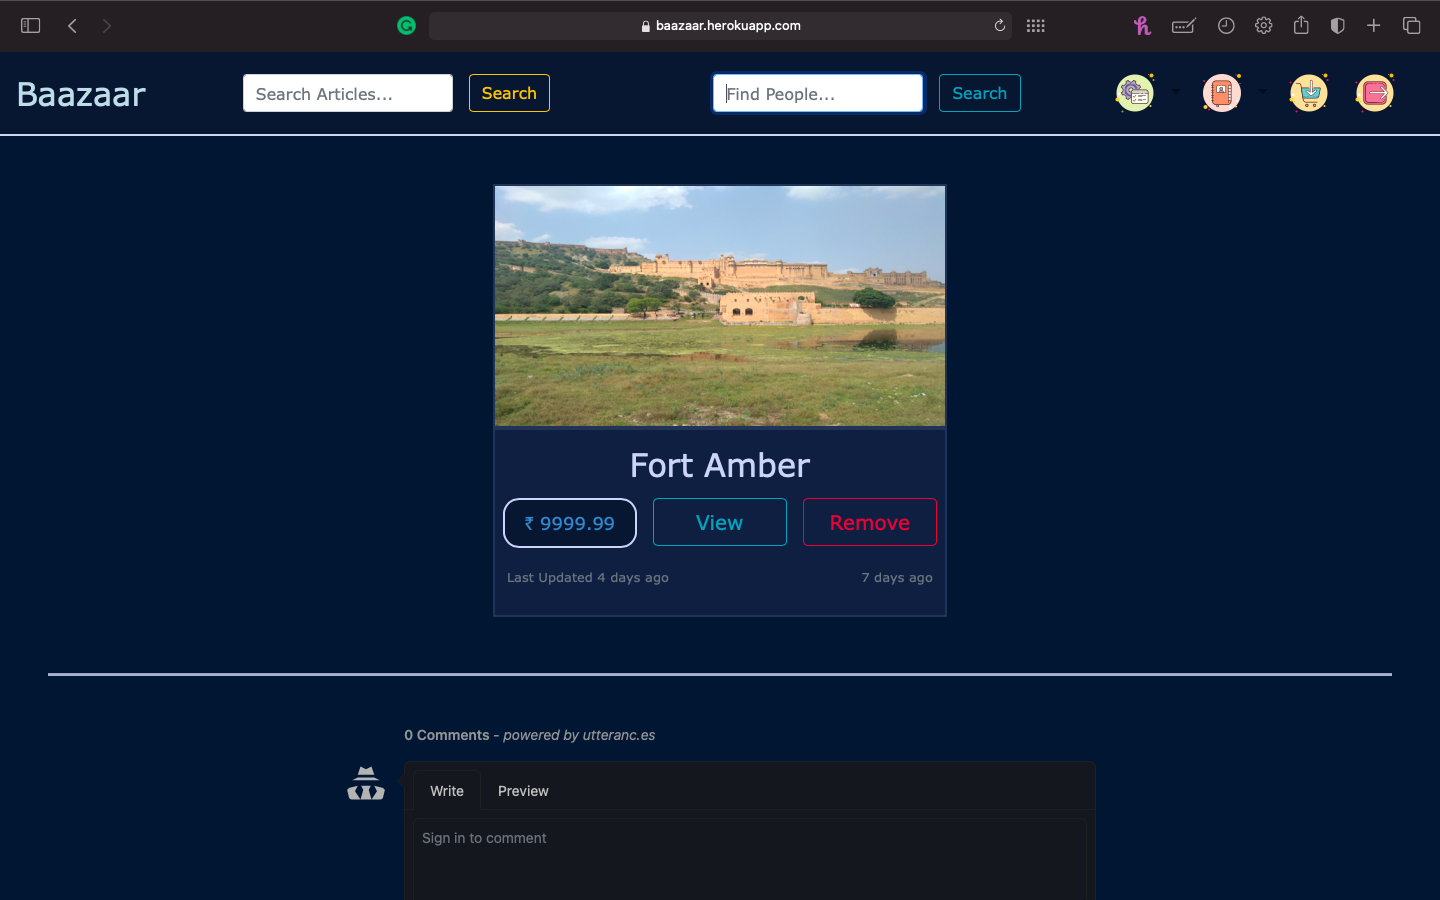 baazaar.herokuapp.com
Baazaar
Search Articles...
Search
Find People...
Search
Fort Amber
₹ 9999.99
View
Remove
Last Updated 4 days ago
7 days ago
0 Comments - powered by utteranc.es
Write
Preview
Sign in to comment